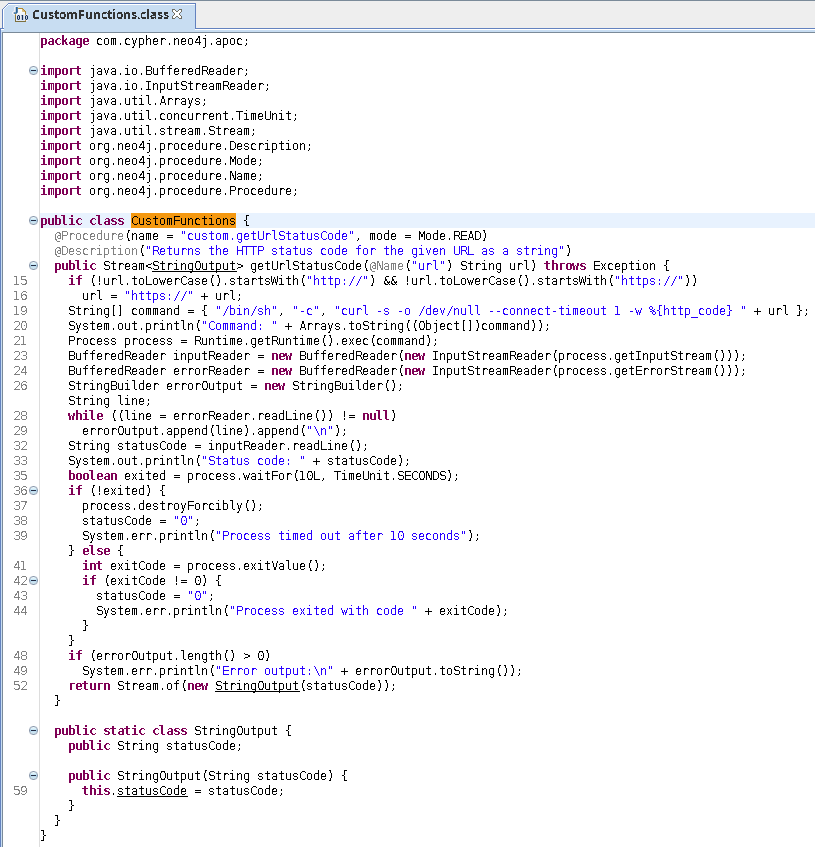 CustomFunctions.class
package com.cypher.neo4j.apoc;
import java.io.BufferedReader;
import java.io.InputStreamReader;
import java.util.Arrays;
import java.util.concurrent.TimeUnit;
import java.util.stream.Stream;
import org.neo4j.procedure.Description;
import org.neo4j.procedure.Mode;
import org.neo4j.procedure.Name;
import org.neo4j.procedure.Procedure;
public class CustomFunctions {
@Procedure(name = "custom.getUrlStatusCode", mode = Mode.READ)
@Description("Returns the HTTP status code for the given URL as a string")
public Stream<StringOutput> getUrlStatusCode(@Name("url") String url) throws Exception {
15 if (!url.toLowerCase().startsWith("http://") && !url.toLowerCase().startsWith("https://"))
16 url = "https://" + url;
19 String[] command = { "/bin/sh", "-c", "curl -s -o /dev/null --connect-timeout 1 -w %{http_code} " + url };
20 System.out.println("Command: " + Arrays.toString((Object[])command));
21 Process process = Runtime.getRuntime().exec(command);
23 BufferedReader inputReader = new BufferedReader(new InputStreamReader(process.getInputStream()));
24 BufferedReader errorReader = new BufferedReader(new InputStreamReader(process.getErrorStream()));
26 StringBuilder errorOutput = new StringBuilder();
String line;
28 while ((line = errorReader.readLine()) != null)
29 errorOutput.append(line).append("\n");
32 String statusCode = inputReader.readLine();
33 System.out.println("Status code: " + statusCode);
35 boolean exited = process.waitFor(10L, TimeUnit.SECONDS);
36 if (!exited) {
37 process.destroyForcibly();
38 statusCode = "0";
39 System.err.println("Process timed out after 10 seconds");
} else {
41 int exitCode = process.exitValue();
42 if (exitCode != 0) {
43 statusCode = "0";
44 System.err.println("Process exited with code " + exitCode);
}
}
48 if (errorOutput.length() > 0)
49 System.err.println("Error output:\n" + errorOutput.toString());
52 return Stream.of(new StringOutput(statusCode));
}
public static class StringOutput {
public String statusCode;
public StringOutput(String statusCode) {
59 this.statusCode = statusCode;
}
}
}